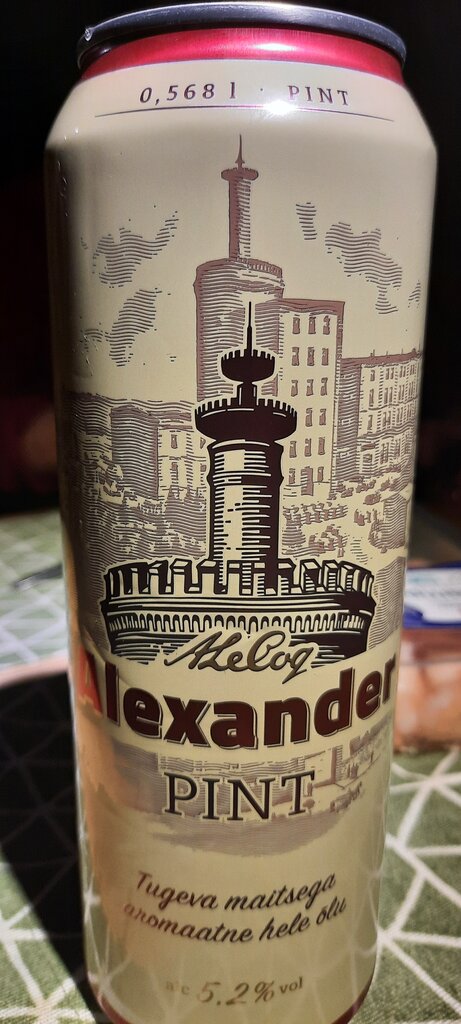 0,568 l · PINT
A.Le Coq
Alexander
PINT
Tugeva maitsega
aromaatne hele õlu
alc 5.2% vol